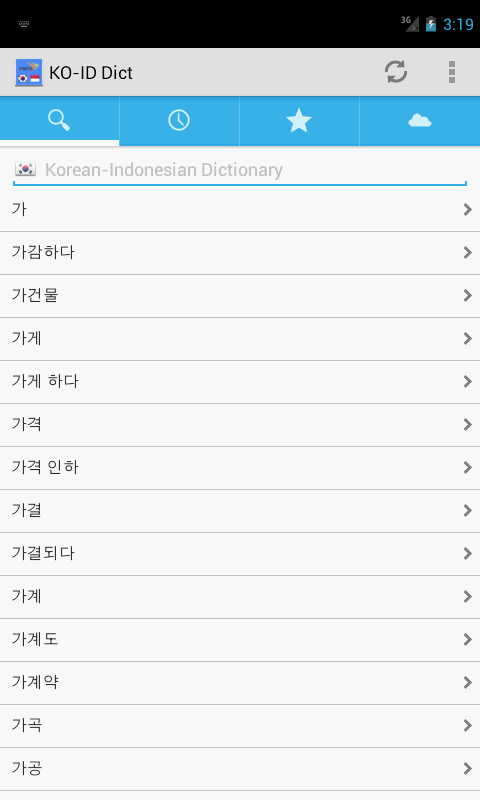 3G 3:19
KO-ID Dict
Korean-Indonesian Dictionary
가
가감하다
가건물
가게
가게 하다
가격
가격 인하
가결
가결되다
가계
가계도
가계약
가곡
가공